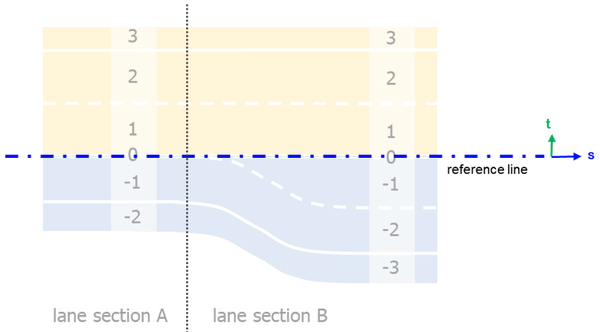 3 3
2 2
t
1 1
0 0 s
reference line
-1 -1
-2 -2
-3
lane section A lane section B